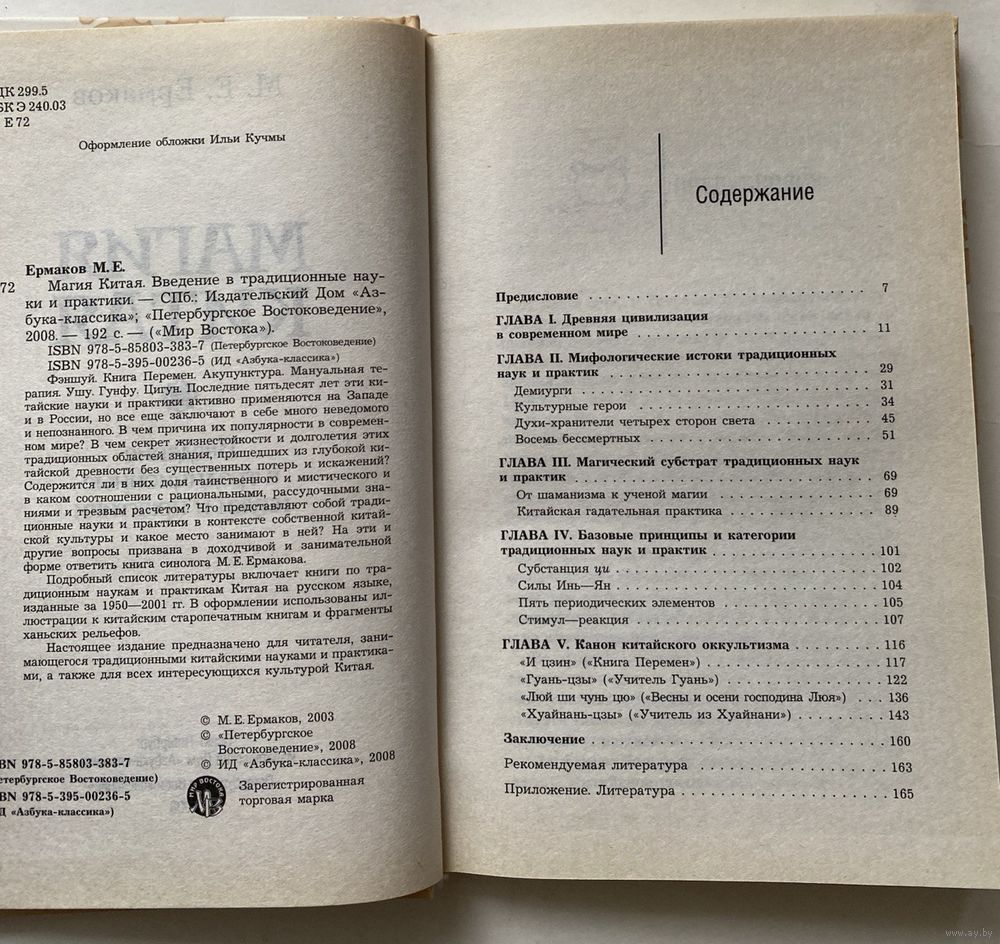 ДК 299.5
БК Э 240.03
Е 72
Оформление обложки Ильи Кучмы
Ермаков М. Е.
72
Магия Китая. Введение в традиционные нау-
ки и практики. — СПб.: Издательский Дом «Аз-
бука-классика»; «Петербургское Востоковедение»,
2008. — 192 с. — («Мир Востока»).
ISBN 978-5-85803-383-7 (Петербургское Востоковедение)
ISBN 978-5-395-00236-5 (ИД «Азбука-классика»)
Фэншуй. Книга Перемен. Акупунктура. Мануальная те-
рапия. Ушу. Гунфу. Цигун. Последние пятьдесят лет эти ки-
тайские науки и практики активно применяются на Западе
и в России, но все еще заключают в себе много неведомого
и непознанного. В чем причина их популярности в современ-
ном мире? В чем секрет жизнестойкости и долголетия этих
традиционных областей знания, пришедших из глубокой ки-
тайской древности без существенных потерь и искажений?
Содержится ли в них доля таинственного и мистического и
в каком соотношении с рациональными, рассудочными зна-
ниями и трезвым расчетом? Что представляют собой тради-
ционные науки и практики в контексте собственной китай-
ской культуры и какое место занимают в ней? На эти и
другие вопросы призвана в доходчивой и занимательной
форме ответить книга синолога М. Е. Ермакова.
Подробный список литературы включает книги по тра-
диционным наукам и практикам Китая на русском языке,
изданные за 1950—2001 гг. В оформлении использованы ил-
люстрации к китайским старопечатным книгам и фрагменты
ханьских рельефов.
Настоящее издание предназначено для читателя, зани-
мающегося традиционными китайскими науками и практика-
ми, а также для всех интересующихся культурой Китая.
© М. Е. Ермаков, 2003
© «Петербургское
Востоковедение», 2008
© ИД «Азбука-классика», 2008
BN 978-5-85803-383-7
Петербургское Востоковедение)
BN 978-5-395-00236-5
Д «Азбука-классика»)
МИР ВОСТОКА
Зарегистрированная
торговая марка
Содержание
Предисловие . . . . . . . . . . 7
ГЛАВА I. Древняя цивилизация
в современном мире . . . . . . . . . . 11
ГЛАВА II. Мифологические истоки традиционных
наук и практик . . . . . . . . . . 29
Демиурги . . . . . . . . . . 31
Культурные герои . . . . . . . . . . 34
Духи-хранители четырех сторон света . . . . . . . . . . 45
Восемь бессмертных . . . . . . . . . . 51
ГЛАВА III. Магический субстрат традиционных наук
и практик . . . . . . . . . . 69
От шаманизма к ученой магии . . . . . . . . . . 69
Китайская гадательная практика . . . . . . . . . . 89
ГЛАВА IV. Базовые принципы и категории
традиционных наук и практик . . . . . . . . . . 101
Субстанция ци . . . . . . . . . . 102
Силы Инь—Ян . . . . . . . . . . 104
Пять периодических элементов . . . . . . . . . . 105
Стимул—реакция . . . . . . . . . . 107
ГЛАВА V. Канон китайского оккультизма . . . . . . . . . . 116
«И цзин» («Книга Перемен») . . . . . . . . . . 117
«Гуань-цзы» («Учитель Гуань») . . . . . . . . . . 122
«Люй ши чунь цю» («Весны и осени господина Люя») . . . . 136
«Хуайнань-цзы» («Учитель из Хуайнани») . . . . . . . . . . 143
Заключение . . . . . . . . . . 160
Рекомендуемая литература . . . . . . . . . . 163
Приложение. Литература . . . . . . . . . . 165
www.ay.by